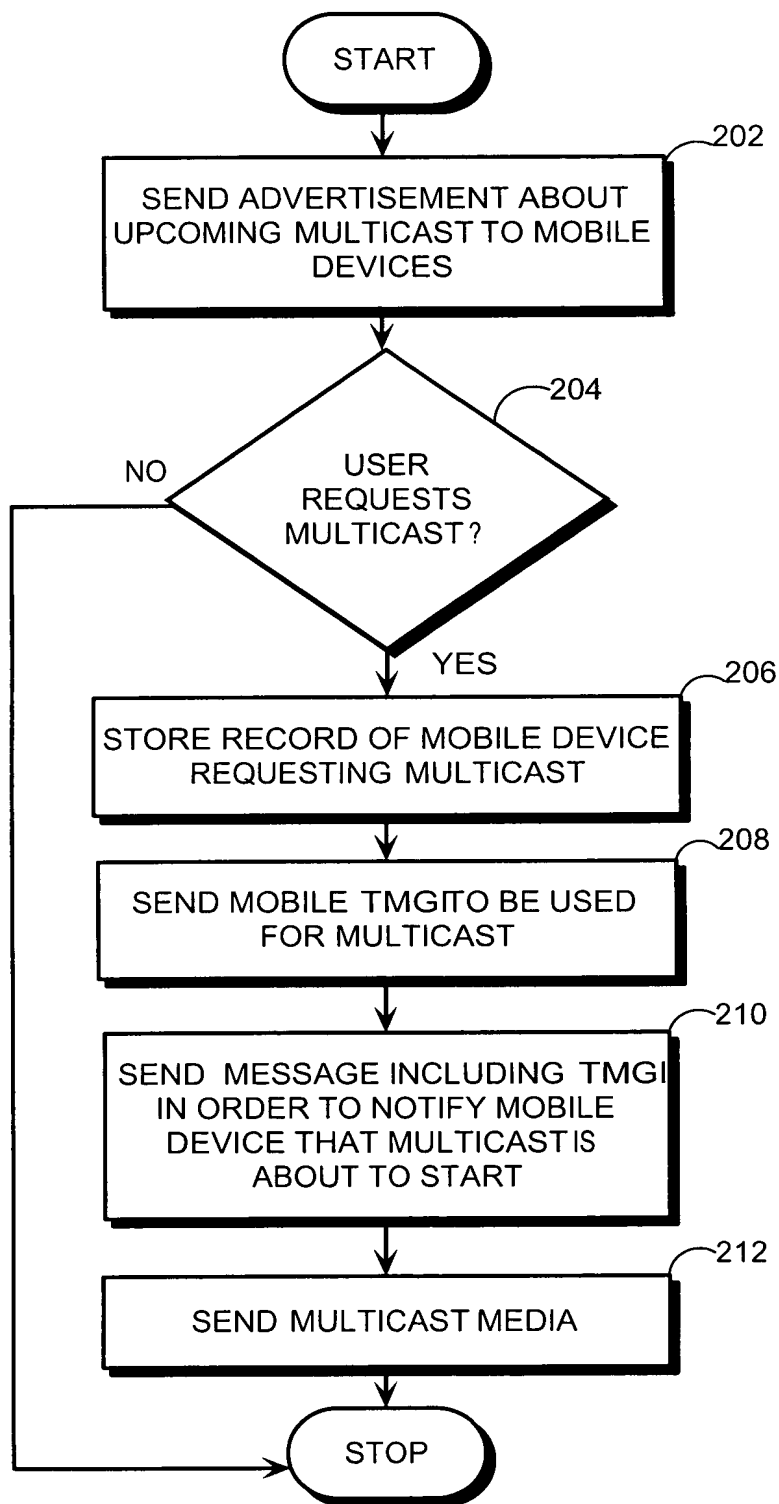 START
202
SEND ADVERTISEMENT ABOUT
UPCOMING MULTICAST TO MOBILE
DEVICES
204
NO
USER
REQUESTS
MULTICAST?
YES
206
STORE RECORD OF MOBILE DEVICE
REQUESTING MULTICAST
208
SEND MOBILE TMGITO BE USED
FOR MULTICAST
210
SEND MESSAGE INCLUDING TMGI
IN ORDER TO NOTIFY MOBILE
DEVICE THAT MULTICAST IS
ABOUT TO START
212
SEND MULTICAST MEDIA
STOP